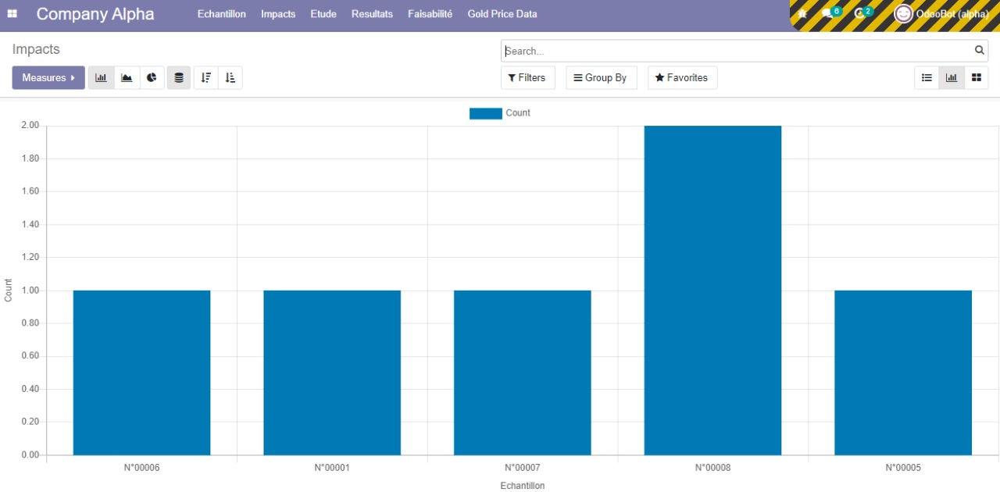 Company Alpha Echantillon Impacts Etude Resultats Faisabilité Gold Price Data 6 2 OdooBot (alpha)
Impacts Search...
Measures Filters Group By Favorites
Count
2.00
1.80
1.60
1.40
1.20
1.00
0.80
0.60
0.40
0.20
0.00
Count
N°00006 N°00001 N°00007 N°00008 N°00005
Echantillon